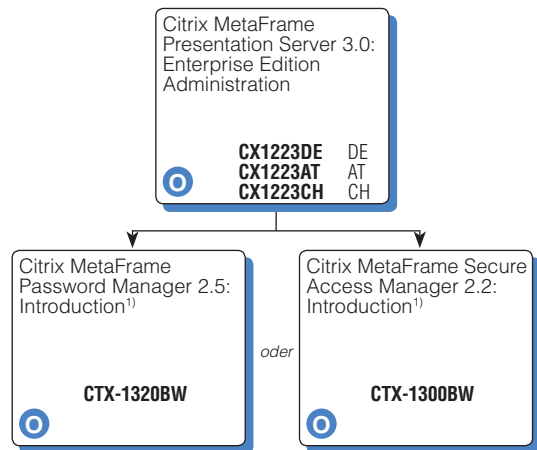 Citrix MetaFrame
Presentation Server 3.0:
Enterprise Edition
Administration
CX1223DE DE
CX1223AT AT
CX1223CH CH
O
Citrix MetaFrame
Password Manager 2.5:
Introduction1)
CTX-1320BW
O
oder
Citrix MetaFrame Secure
Access Manager 2.2:
Introduction1)
CTX-1300BW
O